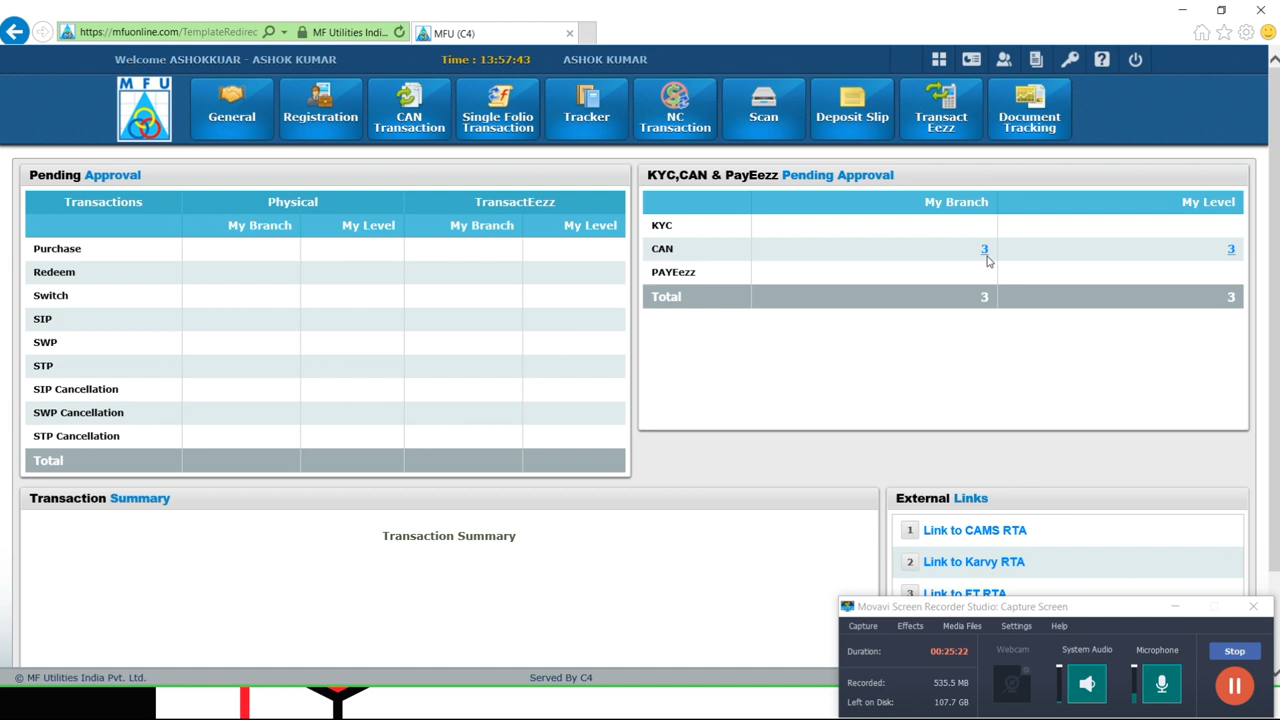 https://mfuonline.com/TemplateRedirec
MF Utilities Indi...
MFU (C4)
Welcome ASHOKKUAR - ASHOK KUMAR
Time : 13:57:43
ASHOK KUMAR
MFU
General
Registration
CAN
Transaction
Single Folio
Transaction
Tracker
NC
Transaction
Scan
Deposit Slip
Transact
Eezz
Document
Tracking
Pending Approval
Transactions Physical TransactEezz
My Branch My Level My Branch My Level
Purchase
Redeem
Switch
SIP
SWP
STP
SIP Cancellation
SWP Cancellation
STP Cancellation
Total
KYC,CAN & PayEezz Pending Approval
My Branch My Level
KYC
CAN 3 3
PAYEezz
Total 3 3
Transaction Summary
Transaction Summary
External Links
1 Link to CAMS RTA
2 Link to Karvy RTA
3 Link to FT RTA
Movavi Screen Recorder Studio: Capture Screen
Capture Effects Media Files Settings Help
Duration: 00:25:22
Webcam System Audio Microphone
Stop
Recorded: 535.5 MB
Left on Disk: 107.7 GB
© MF Utilities India Pvt. Ltd.
Served By C4